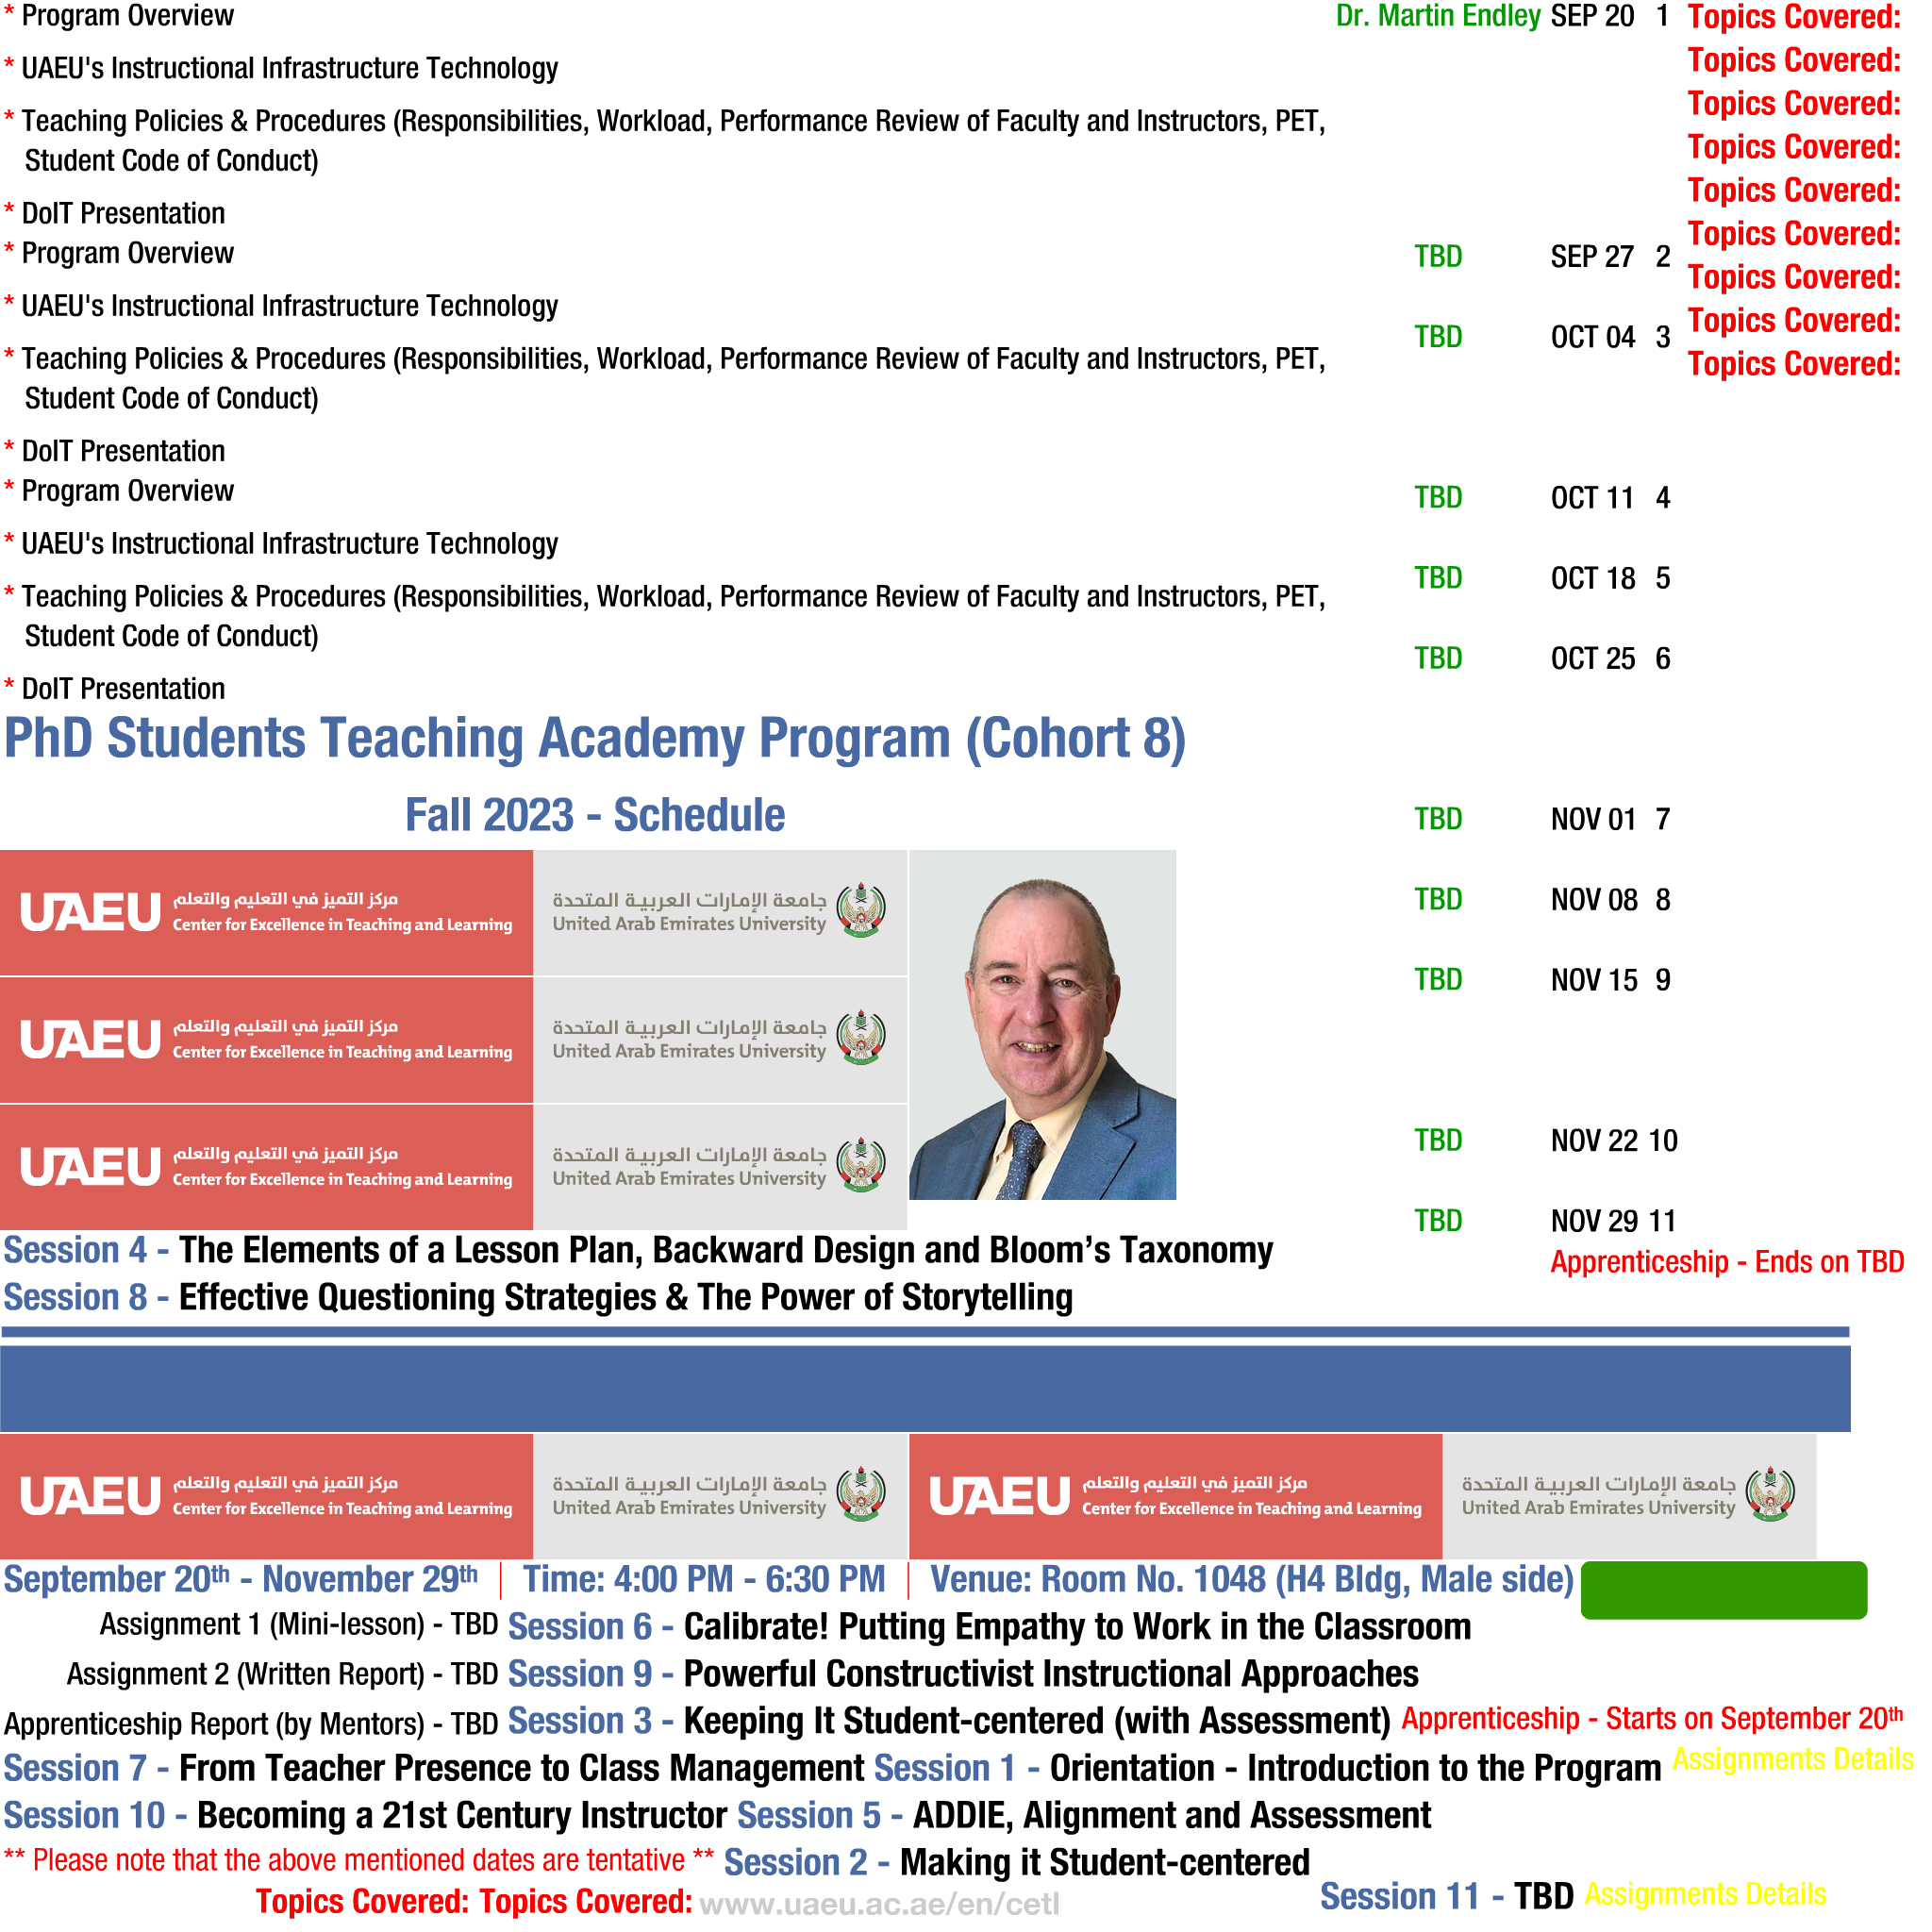 * Program Overview
* UAEU's Instructional Infrastructure Technology
* Teaching Policies & Procedures (Responsibilities, Workload, Performance Review of Faculty and Instructors, PET,
Student Code of Conduct)
* DoIT Presentation
* Program Overview
* UAEU's Instructional Infrastructure Technology
* Teaching Policies & Procedures (Responsibilities, Workload, Performance Review of Faculty and Instructors, PET,
Student Code of Conduct)
* DoIT Presentation
* Program Overview
* UAEU's Instructional Infrastructure Technology
* Teaching Policies & Procedures (Responsibilities, Workload, Performance Review of Faculty and Instructors, PET,
Student Code of Conduct)
* DoIT Presentation
Dr. Martin Endley SEP 20 1
TBD SEP 27 2
TBD OCT 04 3
TBD OCT 11 4
TBD OCT 18 5
TBD OCT 25 6
TBD NOV 01 7
TBD NOV 08 8
TBD NOV 15 9
TBD NOV 22 10
TBD NOV 29 11
Apprenticeship - Ends on TBD
Topics Covered:
Topics Covered:
Topics Covered:
Topics Covered:
Topics Covered:
Topics Covered:
Topics Covered:
Topics Covered:
Topics Covered:
PhD Students Teaching Academy Program (Cohort 8)
Fall 2023 - Schedule
UAEU
مركز التميز في التعليم والتعلم
Center for Excellence in Teaching and Learning
جامعة الإمارات العربية المتحدة
United Arab Emirates University
UAEU
مركز التميز في التعليم والتعلم
Center for Excellence in Teaching and Learning
جامعة الإمارات العربية المتحدة
United Arab Emirates University
UAEU
مركز التميز في التعليم والتعلم
Center for Excellence in Teaching and Learning
جامعة الإمارات العربية المتحدة
United Arab Emirates University
Session 4 - The Elements of a Lesson Plan, Backward Design and Bloom’s Taxonomy
Session 8 - Effective Questioning Strategies & The Power of Storytelling
UAEU
مركز التميز في التعليم والتعلم
Center for Excellence in Teaching and Learning
جامعة الإمارات العربية المتحدة
United Arab Emirates University
UAEU
مركز التميز في التعليم والتعلم
Center for Excellence in Teaching and Learning
جامعة الإمارات العربية المتحدة
United Arab Emirates University
September 20th - November 29th | Time: 4:00 PM - 6:30 PM | Venue: Room No. 1048 (H4 Bldg, Male side)
Assignment 1 (Mini-lesson) - TBD
Session 6 - Calibrate! Putting Empathy to Work in the Classroom
Assignment 2 (Written Report) - TBD
Session 9 - Powerful Constructivist Instructional Approaches
Apprenticeship Report (by Mentors) - TBD
Session 3 - Keeping It Student-centered (with Assessment)
Apprenticeship - Starts on September 20th
Session 7 - From Teacher Presence to Class Management
Session 1 - Orientation - Introduction to the Program
Assignments Details
Session 10 - Becoming a 21st Century Instructor
Session 5 - ADDIE, Alignment and Assessment
** Please note that the above mentioned dates are tentative **
Session 2 - Making it Student-centered
Topics Covered:
Topics Covered:
www.uaeu.ac.ae/en/cetl
Session 11 - TBD
Assignments Details